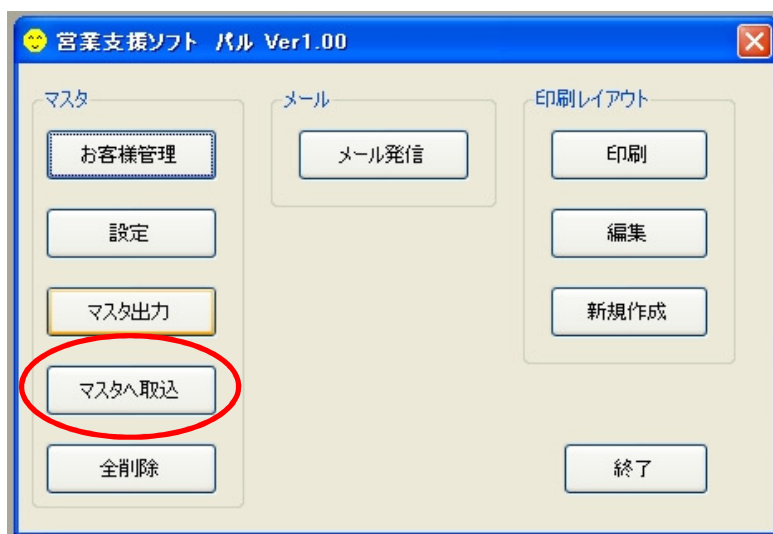 営業支援ソフト パル Ver1.00
マスタ
お客様管理
設定
マスタ出力
マスタへ取込
全削除
メール
メール発信
印刷レイアウト
印刷
編集
新規作成
終了